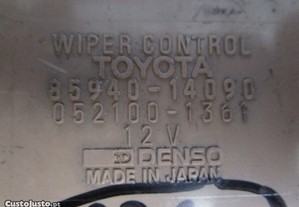 WIPER CONTROL
TOYOTA
85940-14090
052100-1361
12V
DENSO
MADE IN JAPAN
CustoJusto.pt